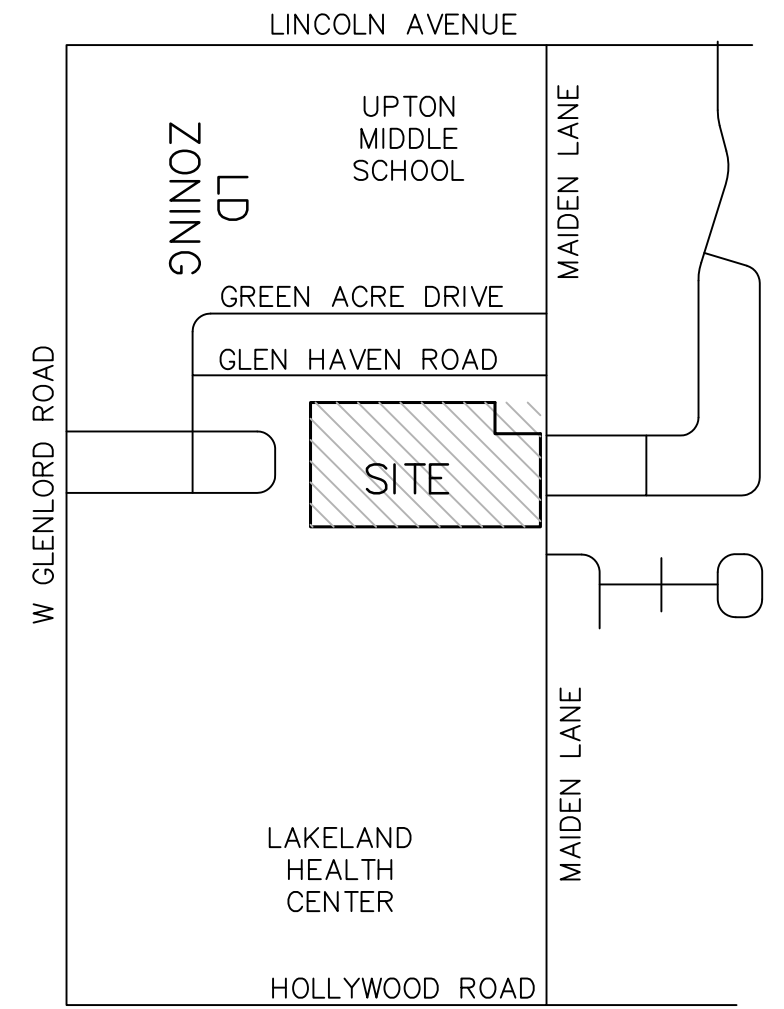 LINCOLN AVENUE
UPTON
MIDDLE
SCHOOL
MAIDEN LANE
LD
ZONING
GREEN ACRE DRIVE
GLEN HAVEN ROAD
W GLENLORD ROAD
SITE
MAIDEN LANE
LAKELAND
HEALTH
CENTER
HOLLYWOOD ROAD